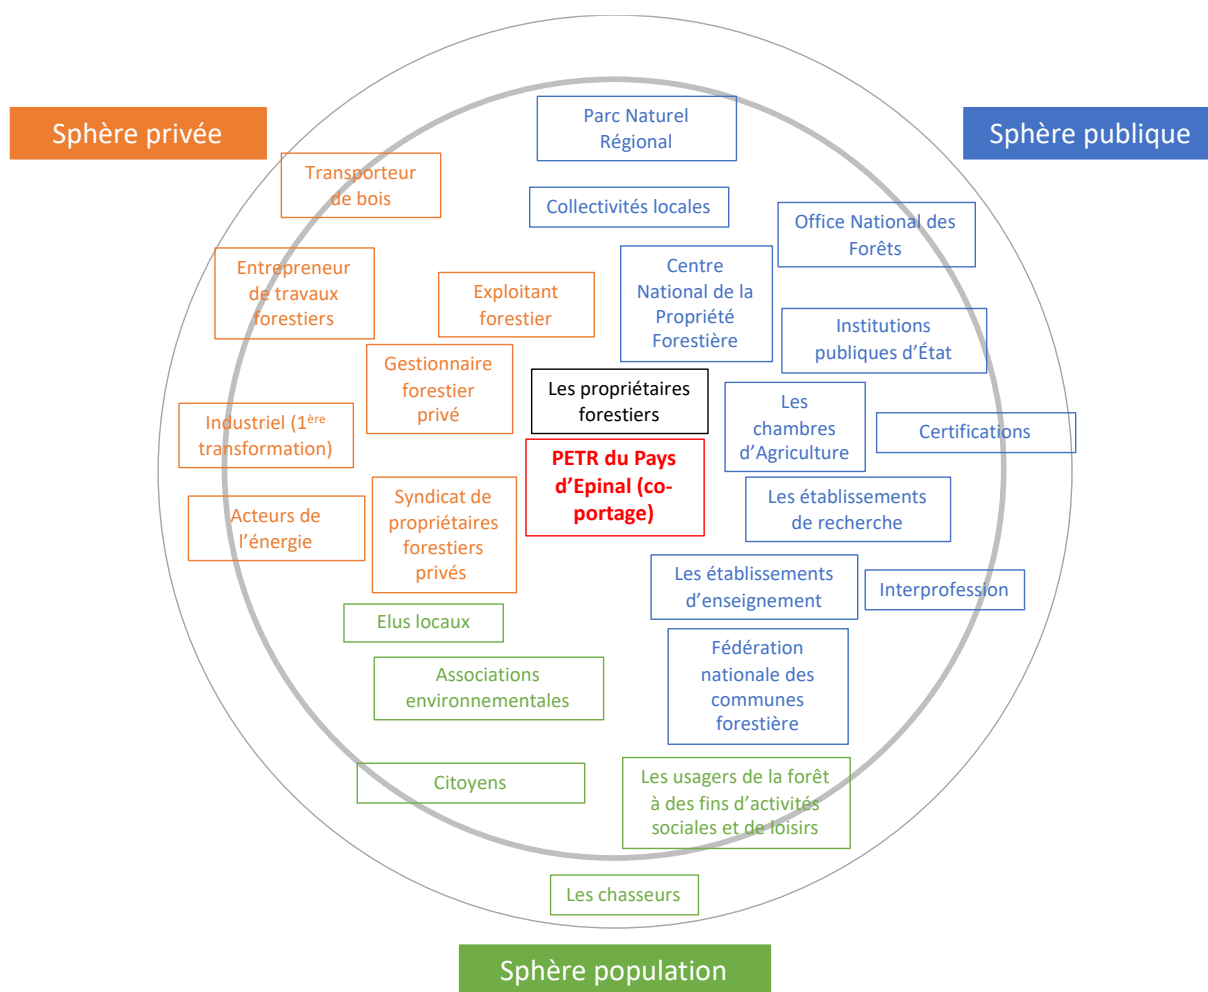 Sphère privée
Sphère publique
Parc Naturel
Régional
Transporteur
de bois
Collectivités locales
Office National des
Forêts
Entrepreneur
de travaux
forestiers
Exploitant
forestier
Centre
National de la
Propriété
Forestière
Institutions
publiques d'État
Gestionnaire
forestier
privé
Les propriétaires
forestiers
Les
chambres
d'Agriculture
Certifications
Industriel (1ère
transformation)
PETR du Pays
d'Epinal (co-
portage)
Acteurs de
l'énergie
Syndicat de
propriétaires
forestiers
privés
Les établissements
de recherche
Les établissements
d'enseignement
Interprofession
Elus locaux
Associations
environnementales
Fédération
nationale des
communes
forestière
Citoyens
Les usagers de la forêt
à des fins d'activités
sociales et de loisirs
Les chasseurs
Sphère population